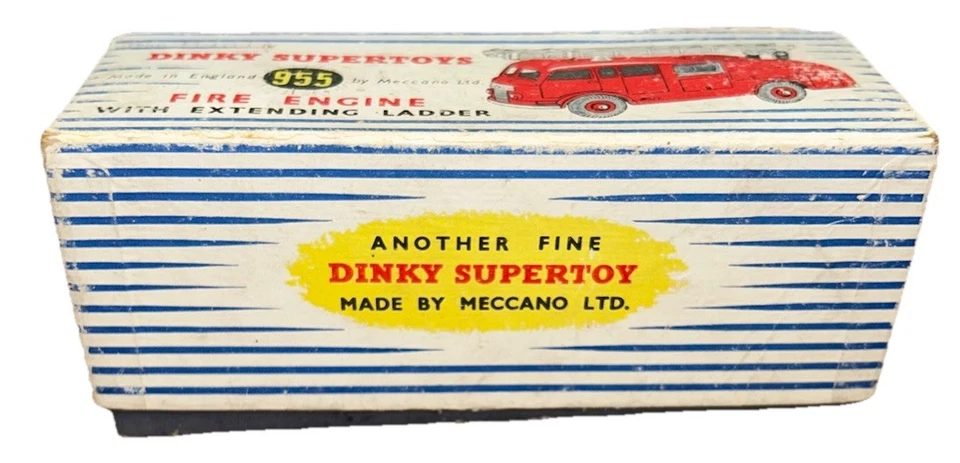 DINKY SUPERTOYS
Made in England 955 by Meccano Ltd.
FIRE ENGINE
WITH EXTENDING LADDER
ANOTHER FINE
DINKY SUPERTOY
MADE BY MECCANO LTD.